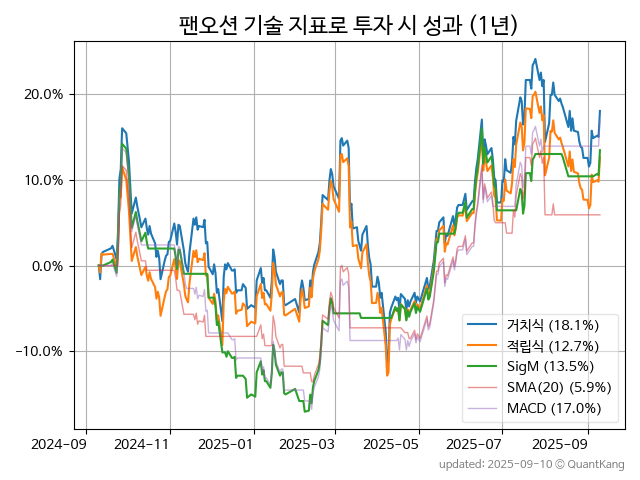 팬오션 기술 지표로 투자 시 성과 (1년)
20.0%
10.0%
0.0%
−10.0%
거치식 (18.1%)
적립식 (12.7%)
SigM (13.5%)
SMA(20) (5.9%)
MACD (17.0%)
2024-09 2024-11 2025-01 2025-03 2025-05 2025-07 2025-09
updated: 2025-09-10 ⓒ QuantKang